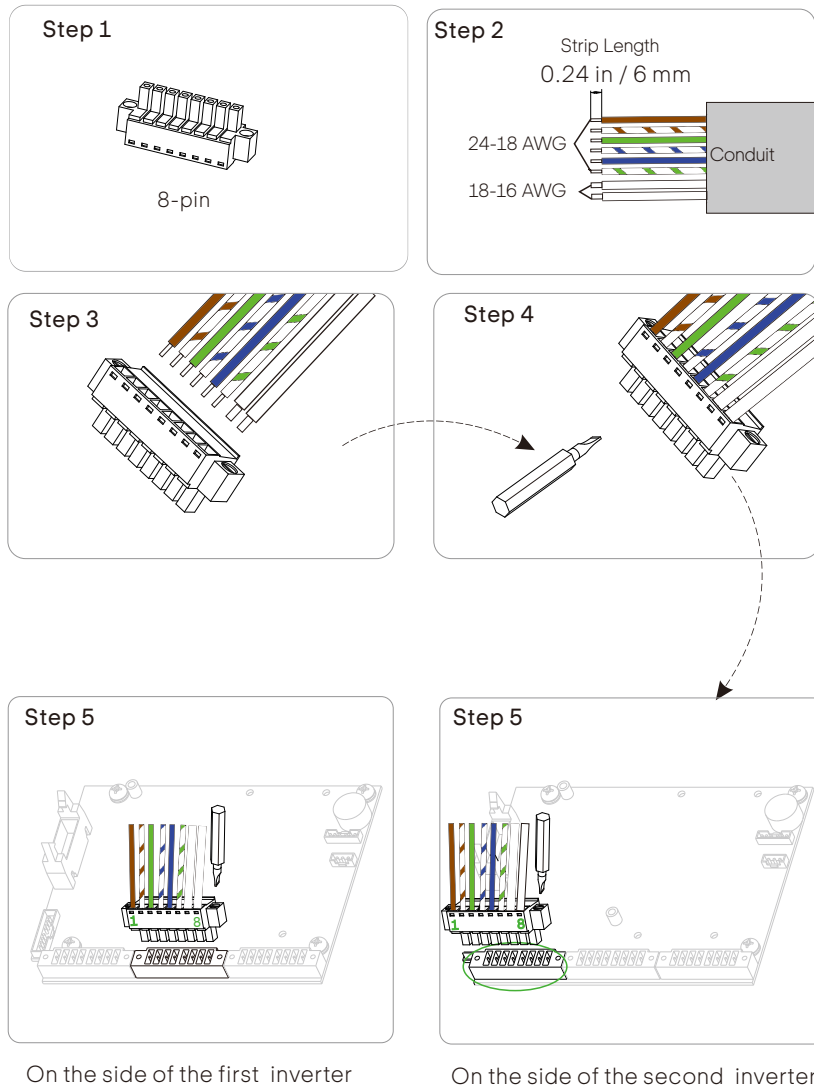 Step 1
8-pin
Step 2
Strip Length
0.24 in / 6 mm
24-18 AWG
18-16 AWG
Conduit
Step 3
Step 4
Step 5
1
8
On the side of the first inverter
Step 5
1
8
On the side of the second inverter